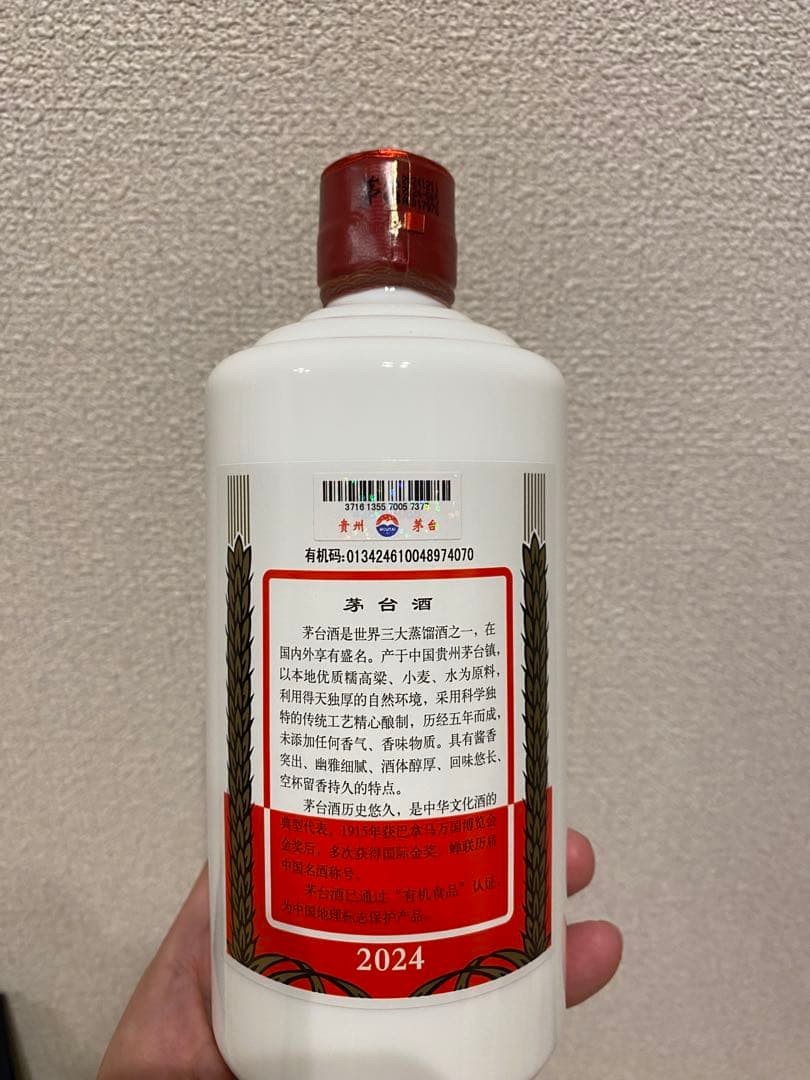 3716 1355 7005 7377
贵州 MOUTAI 茅台
有机码:013424610048974070
茅台酒
茅台酒是世界三大蒸馏酒之一，在
国内外享有盛名。产于中国贵州茅台镇，
以本地优质糯高粱、小麦、水为原料，
利用得天独厚的自然环境，采用科学独
特的传统工艺精心酿制，历经五年而成，
未添加任何香气、香味物质。具有酱香
突出、幽雅细腻、酒体醇厚、回味悠长、
空杯留香持久的特点。
茅台酒历史悠久，是中华文化酒的
典型代表，1915年获巴拿马万国博览会
金奖后，多次获得国际金奖，蝉联历届
中国名酒称号。
茅台酒已通过“有机食品”认证，
为中国地理标志保护产品。
2024